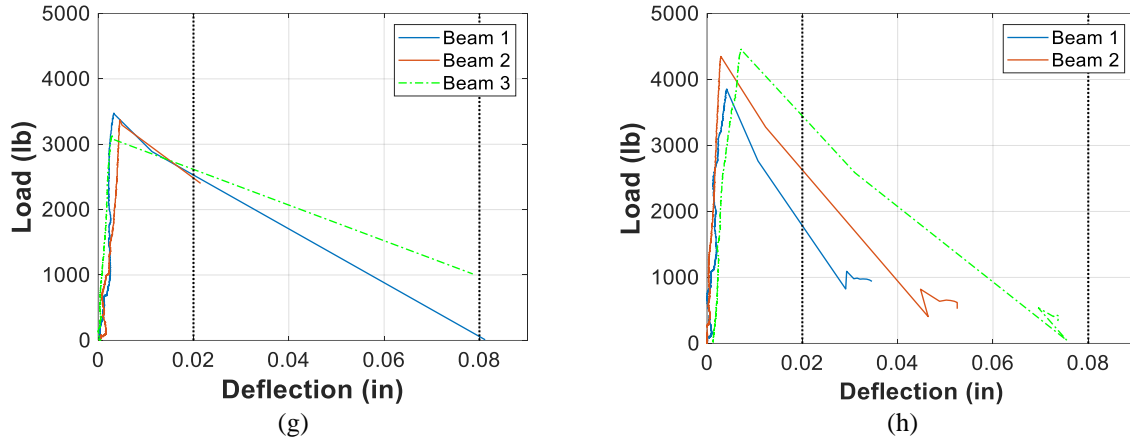 5000
4000
3000
2000
1000
0
Load (lb)
Beam 1
Beam 2
Beam 3
0 0.02 0.04 0.06 0.08
Deflection (in)
(g)
5000
4000
3000
2000
1000
0
Load (lb)
Beam 1
Beam 2
0 0.02 0.04 0.06 0.08
Deflection (in)
(h)